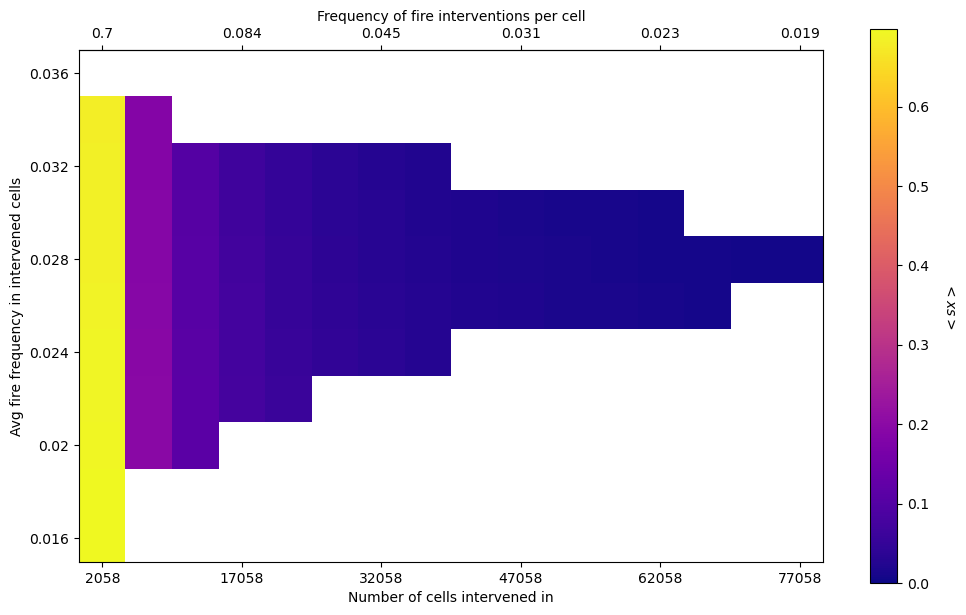 Frequency of fire interventions per cell
0.7 0.084 0.045 0.031 0.023 0.019
0.036
0.032
0.028
0.024
0.02
0.016
Avg fire frequency in intervened cells
2058 17058 32058 47058 62058 77058
Number of cells intervened in
0.6
0.5
0.4
0.3
0.2
0.1
0.0
< sx >